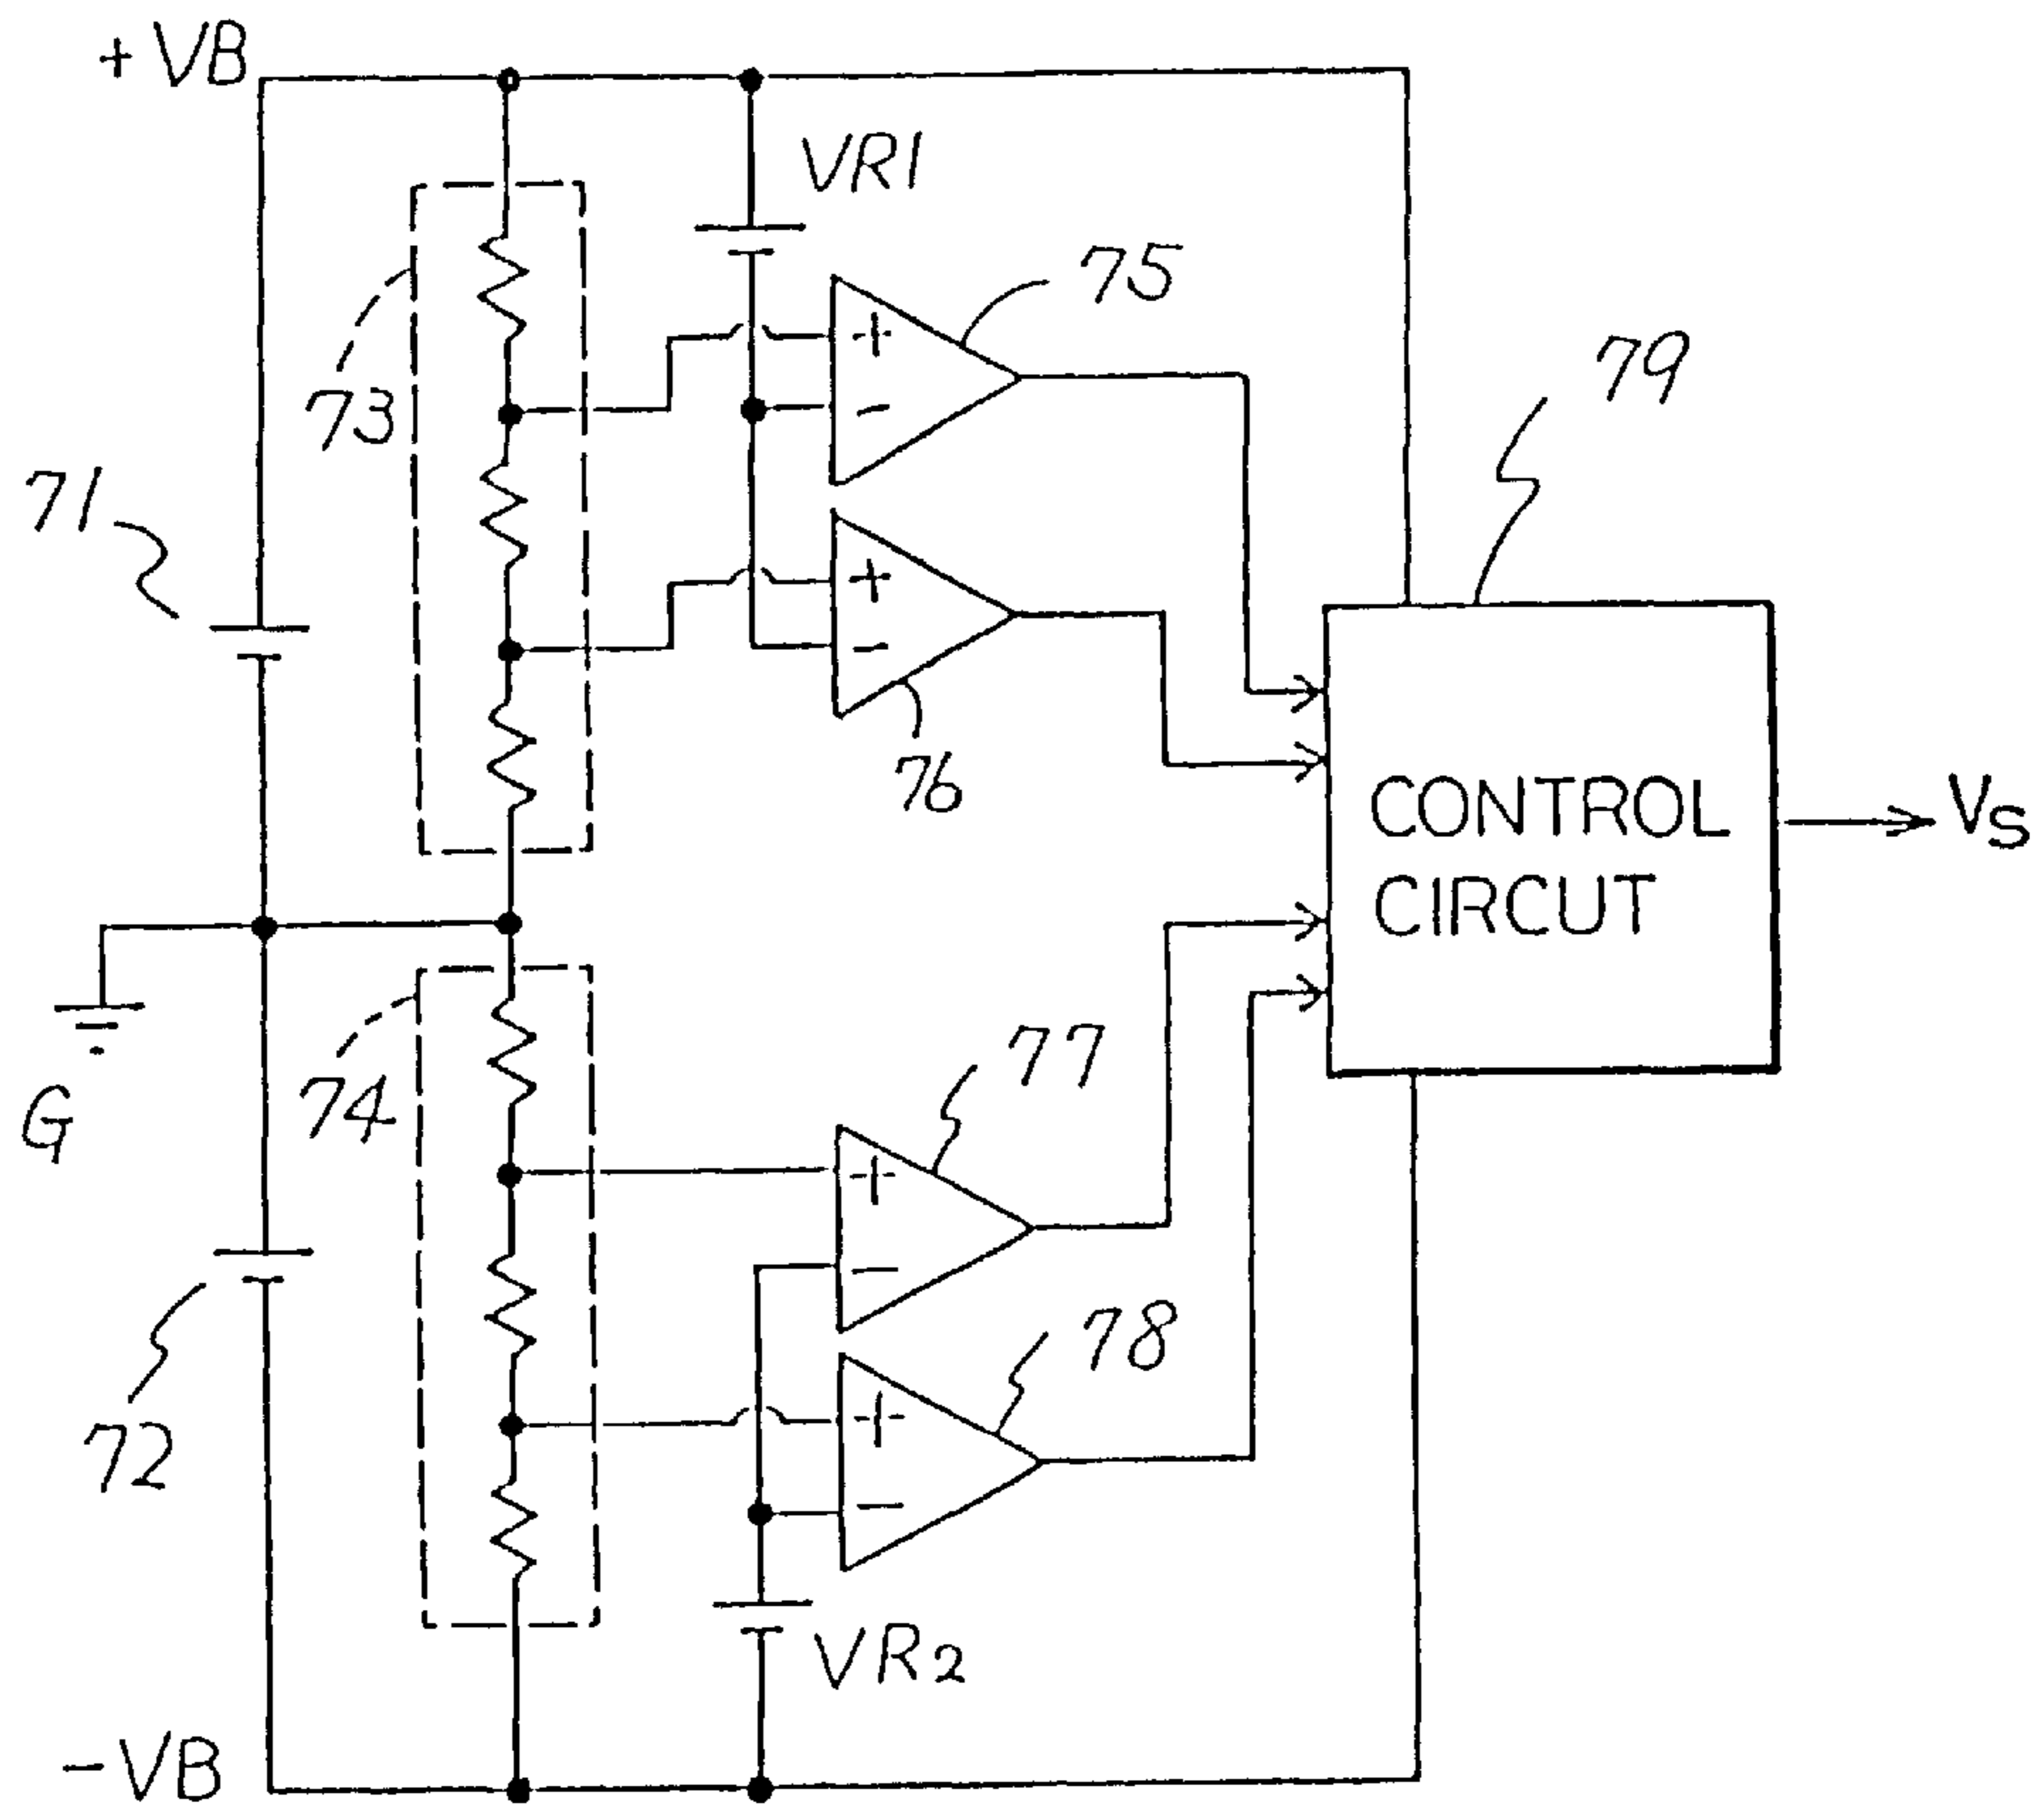 +VB
VR1
75
79
73
71
76
CONTROL
CIRCUT
VS
G
74
77
78
72
VR2
-VB